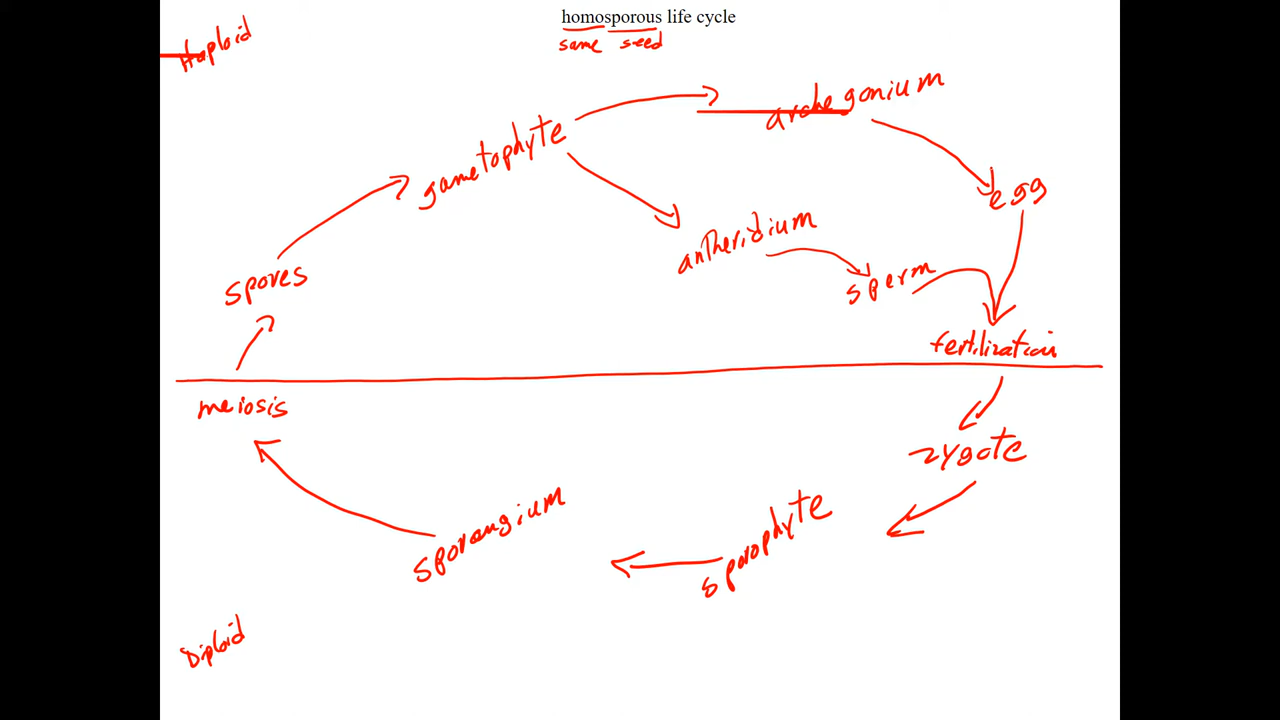 homosporous life cycle
same seed
Haploid
archegonium
gametophyte
egg
antheridium
spores
sperm
fertilization
meiosis
zygote
sporophyte
sporangium
Diploid